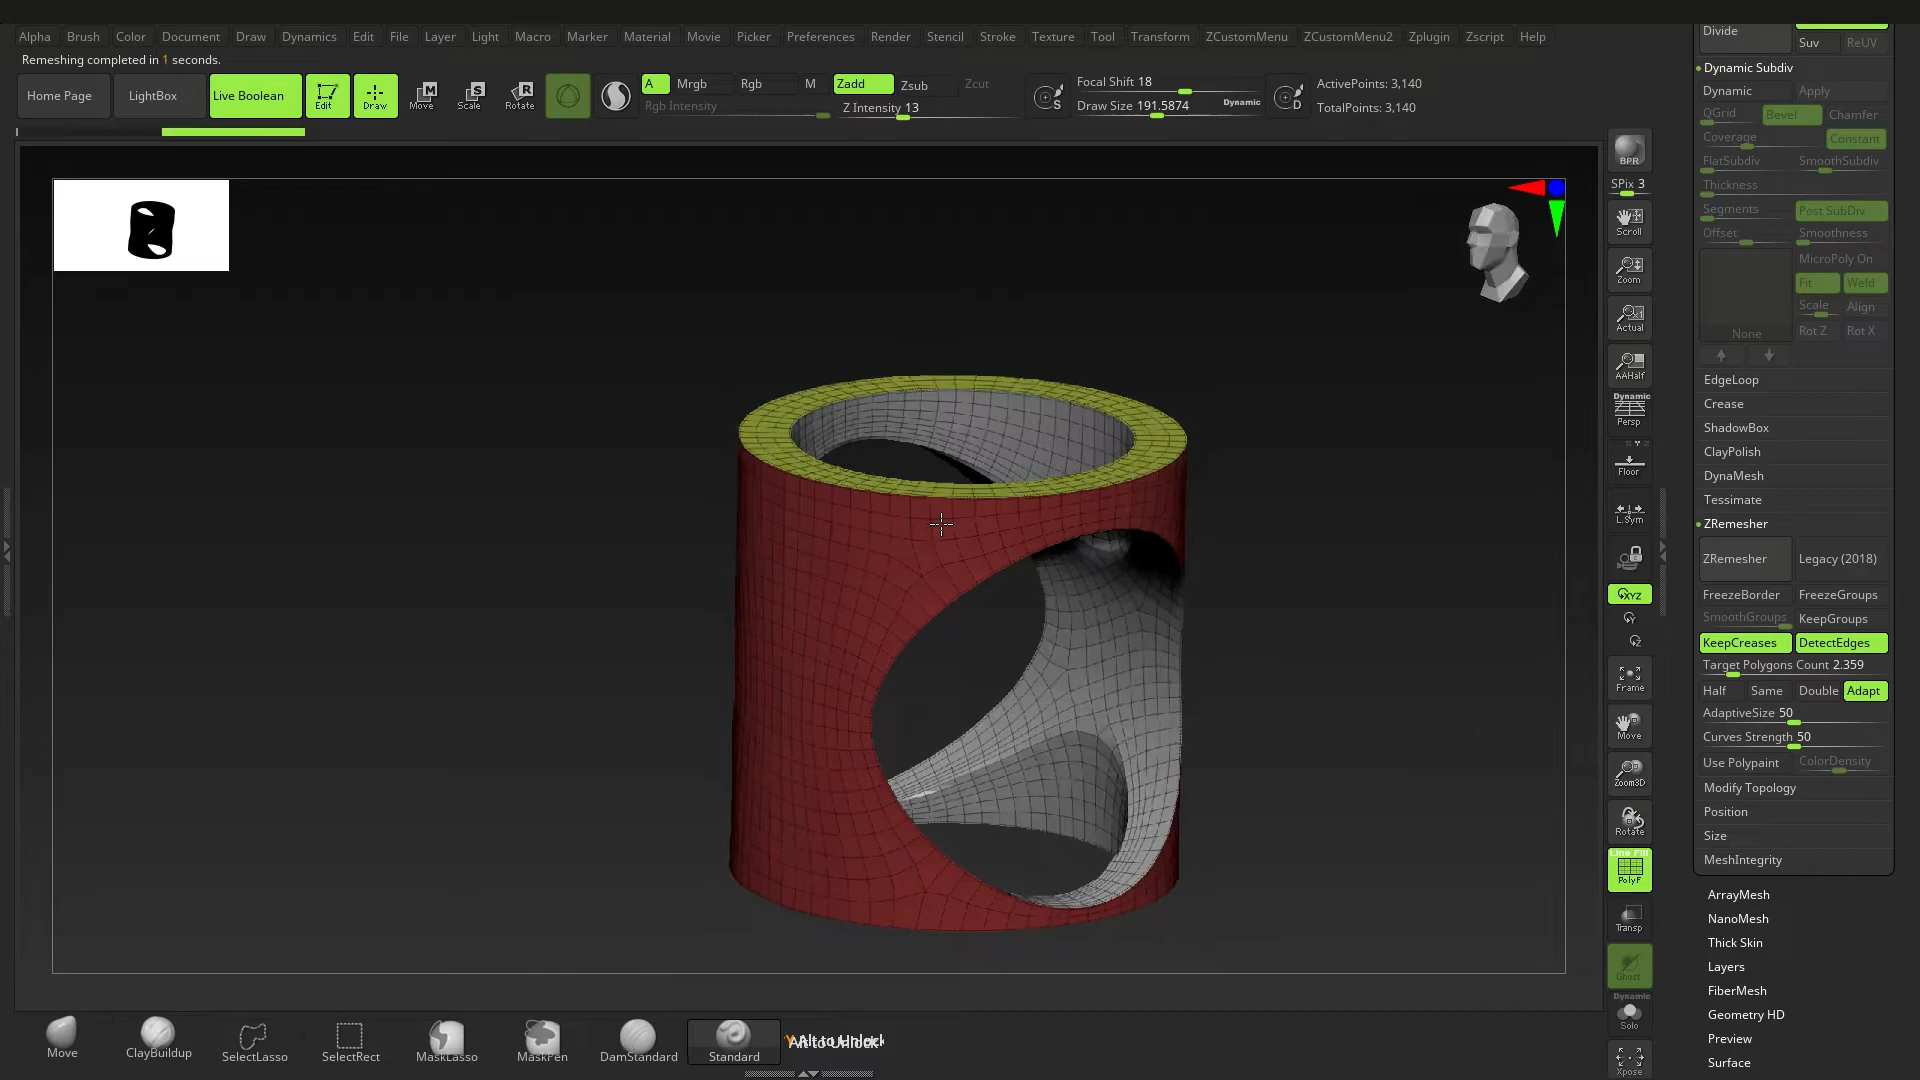 Alpha Brush Color Document Draw Dynamics Edit File Layer Light Macro Marker Material Movie Picker Preferences Render Stencil Stroke Texture Tool Transform ZCustomMenu ZCustomMenu2 Zplugin Zscript Help
Remeshing completed in 1 seconds.
Home Page LightBox Live Boolean Edit Draw Move Scale Rotate
A Mrgb Rgb M Zadd Zsub Zcut
Rgb Intensity Z Intensity 13
Focal Shift 18
Draw Size 191.5874 Dynamic
ActivePoints: 3,140
TotalPoints: 3,140
BPR
SPix 3
Scroll
Zoom
Actual
AAHalf
Dynamic
Persp
Floor
L.Sym
XYZ
Frame
Move
Zoom3D
Rotate
Line Fill
PolyF
Transp
Ghost
Dynamic
Solo
Xpose
Divide
Suv ReUV
Dynamic Subdiv
Dynamic Apply
QGrid Bevel Chamfer
Coverage Constant
FlatSubdiv SmoothSubdiv
Thickness
Segments Post SubDiv
Offset Smoothness
MicroPoly On
Fit Weld
Scale Align
None Rot Z Rot X
EdgeLoop
Crease
ShadowBox
ClayPolish
DynaMesh
Tessimate
ZRemesher
ZRemesher Legacy (2018)
FreezeBorder FreezeGroups
SmoothGroups KeepGroups
KeepCreases DetectEdges
Target Polygons Count 2.359
Half Same Double Adapt
AdaptiveSize 50
Curves Strength 50
Use Polypaint ColorDensity
Modify Topology
Position
Size
MeshIntegrity
ArrayMesh
NanoMesh
Thick Skin
Layers
FiberMesh
Geometry HD
Preview
Surface
Move ClayBuildup SelectLasso SelectRect MaskLasso MaskPen DamStandard Standard
Alt to Unlock